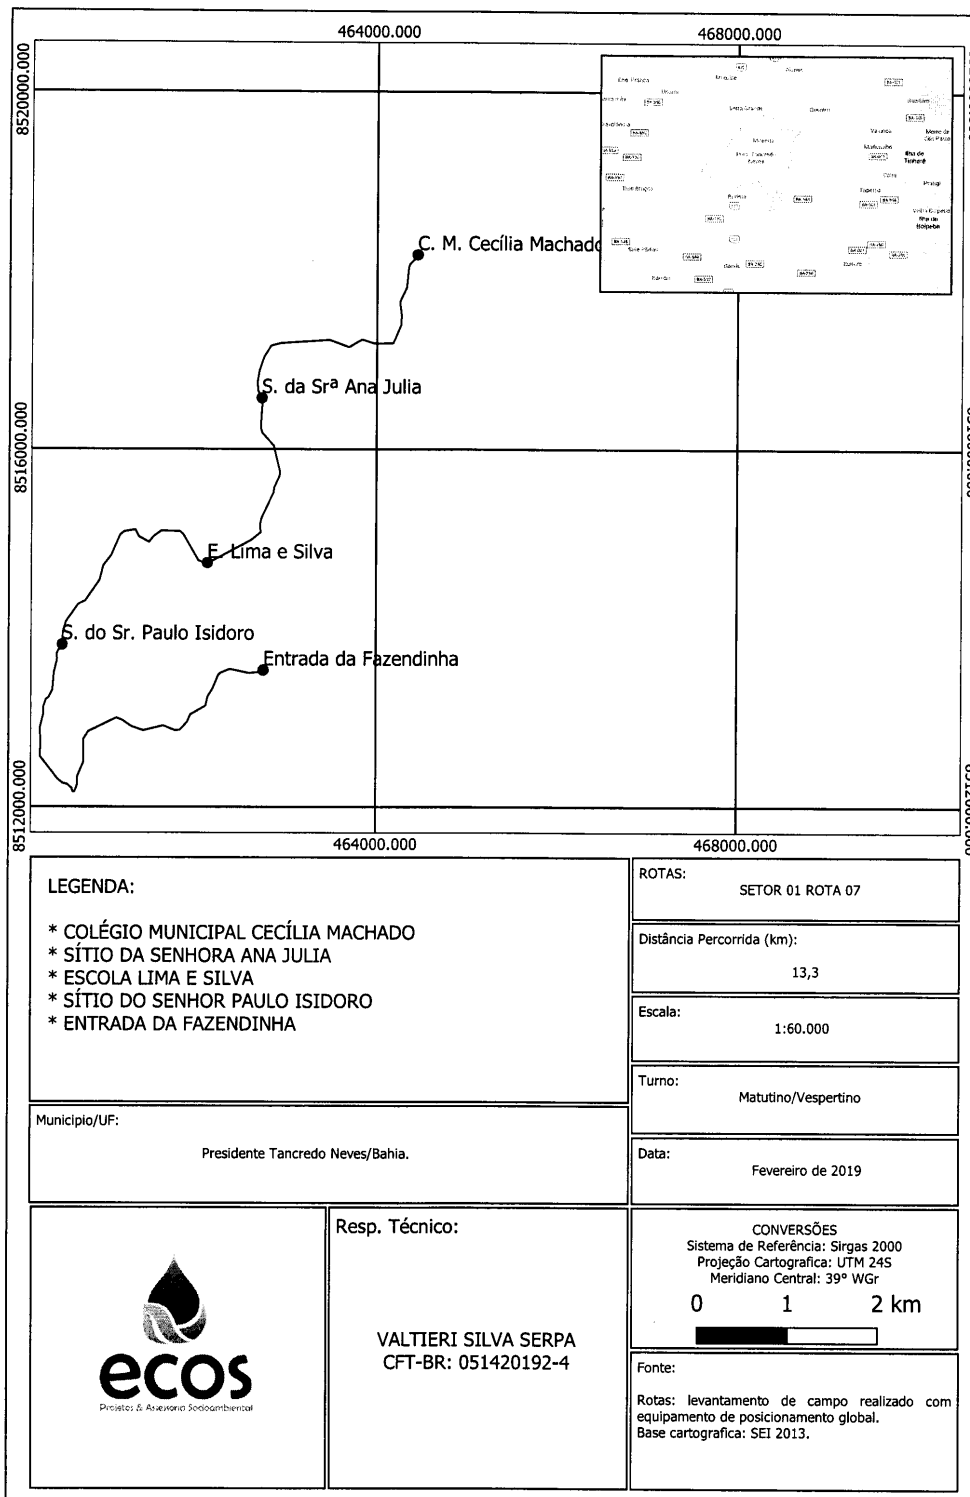 464000.000
468000.000
8520000.000
C. M. Cecília Machado
S. da Srª Ana Julia
8516000.000
E. Lima e Silva
S. do Sr. Paulo Isidoro
Entrada da Fazendinha
8512000.000
464000.000
468000.000
Ilha de
Tinharé
Ilha de
Boipeba
LEGENDA:
* COLÉGIO MUNICIPAL CECÍLIA MACHADO
* SÍTIO DA SENHORA ANA JULIA
* ESCOLA LIMA E SILVA
* SÍTIO DO SENHOR PAULO ISIDORO
* ENTRADA DA FAZENDINHA
ROTAS:
SETOR 01 ROTA 07
Distância Percorrida (km):
13,3
Escala:
1:60.000
Turno:
Matutino/Vespertino
Municipio/UF:
Presidente Tancredo Neves/Bahia.
Data:
Fevereiro de 2019
ecos
Projetos & Assessoria Socioambiental
Resp. Técnico:
VALTIERI SILVA SERPA
CFT-BR: 051420192-4
CONVERSÕES
Sistema de Referência: Sirgas 2000
Projeção Cartografica: UTM 24S
Meridiano Central: 39° WGr
0 1 2 km
Fonte:
Rotas: levantamento de campo realizado com
equipamento de posicionamento global.
Base cartografica: SEI 2013.